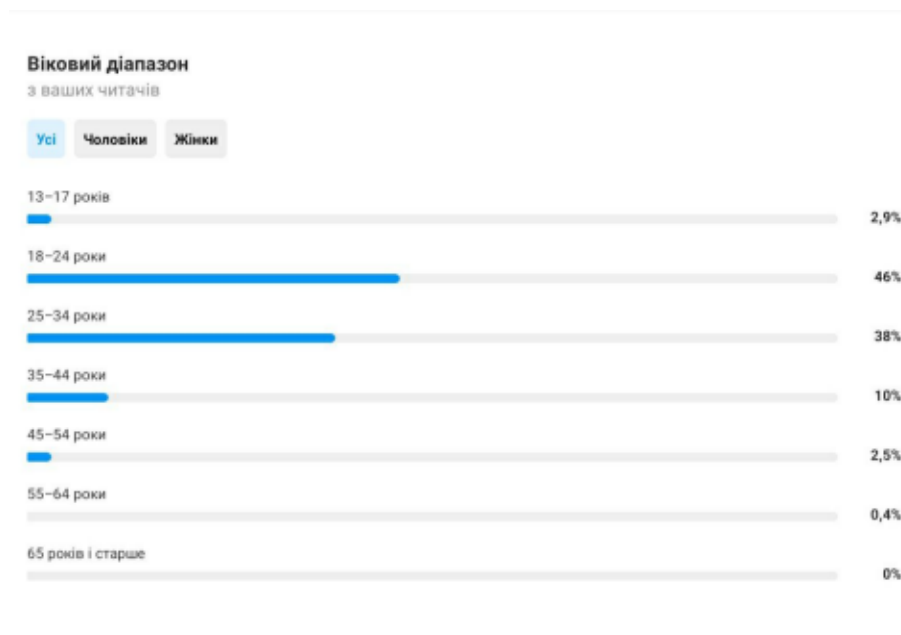 Віковий діапазон
з ваших читачів
Усі Чоловіки Жінки
13–17 років
2,9%
18–24 роки
46%
25–34 роки
38%
35–44 роки
10%
45–54 роки
2,5%
55–64 роки
0,4%
65 років і старше
0%